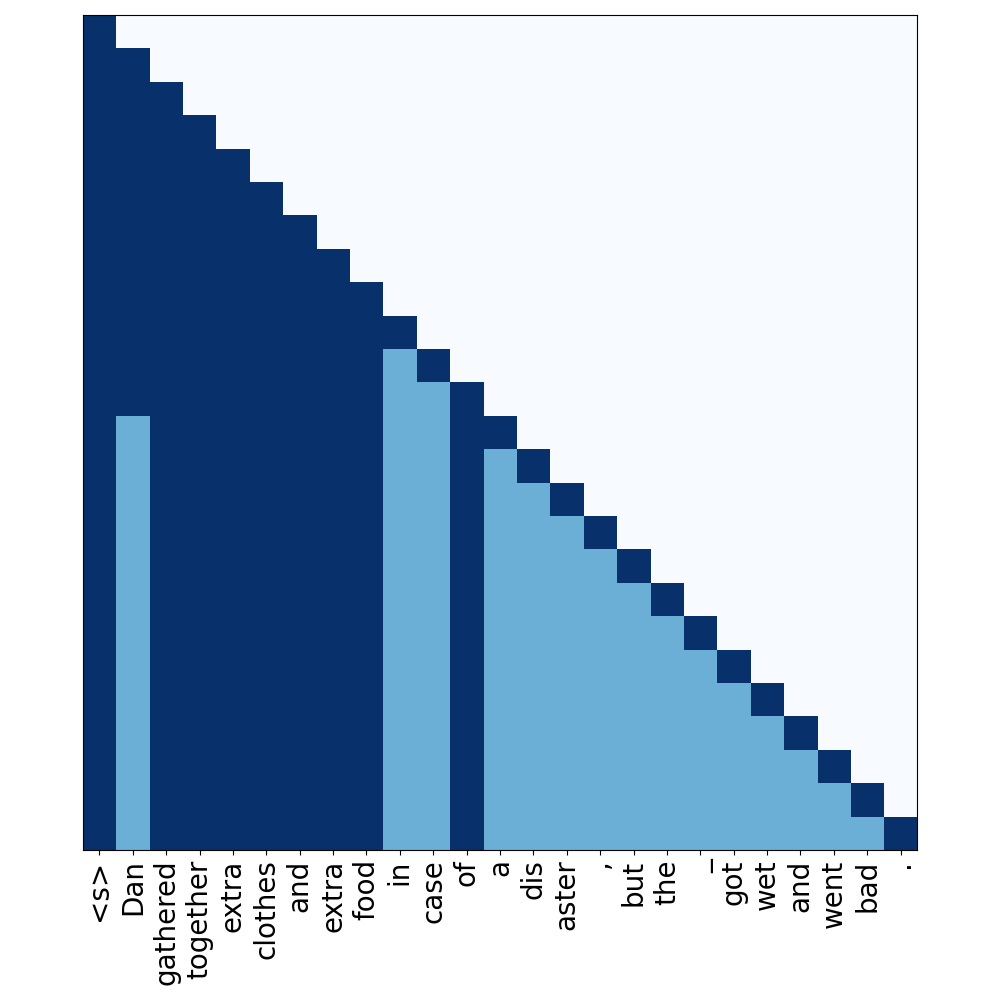 <s>
Dan
gathered
together
extra
clothes
and
extra
food
in
case
of
a
dis
aster
,
but
the
_
got
wet
and
went
bad
.